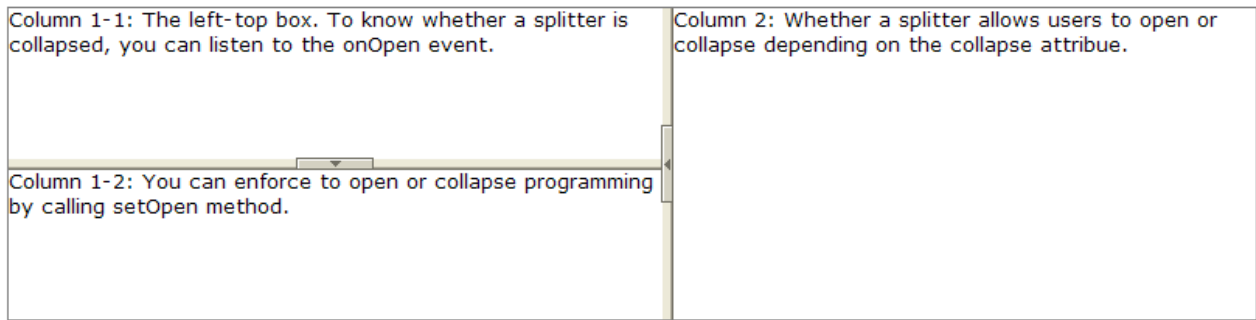 Column 1-1: The left-top box. To know whether a splitter is
collapsed, you can listen to the onOpen event.
Column 1-2: You can enforce to open or collapse programming
by calling setOpen method.
Column 2: Whether a splitter allows users to open or
collapse depending on the collapse attribue.